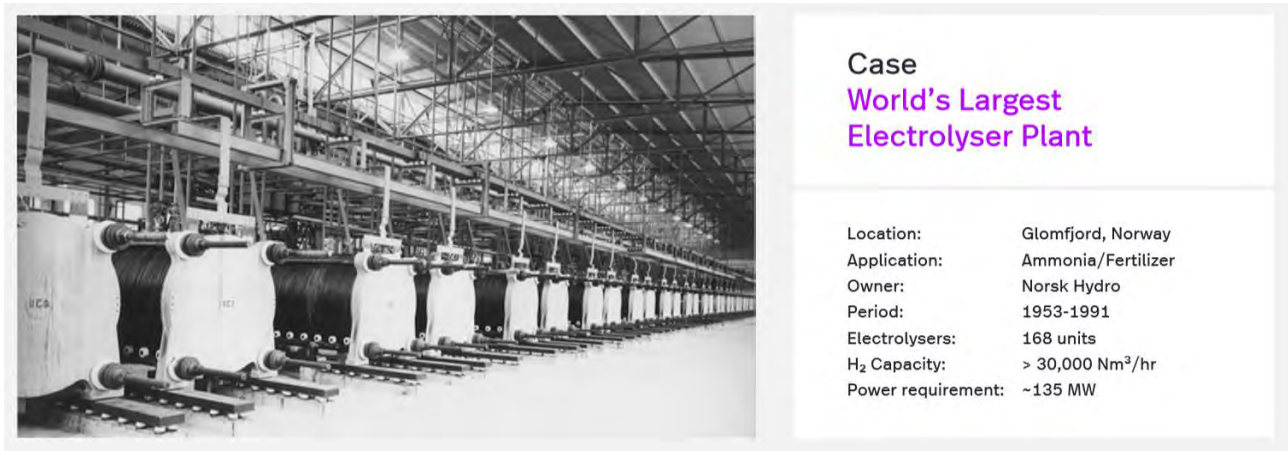 Case
World's Largest
Electrolyser Plant
Location: Glomfjord, Norway
Application: Ammonia/Fertilizer
Owner: Norsk Hydro
Period: 1953-1991
Electrolysers: 168 units
H₂ Capacity: > 30,000 Nm³/hr
Power requirement: ~135 MW